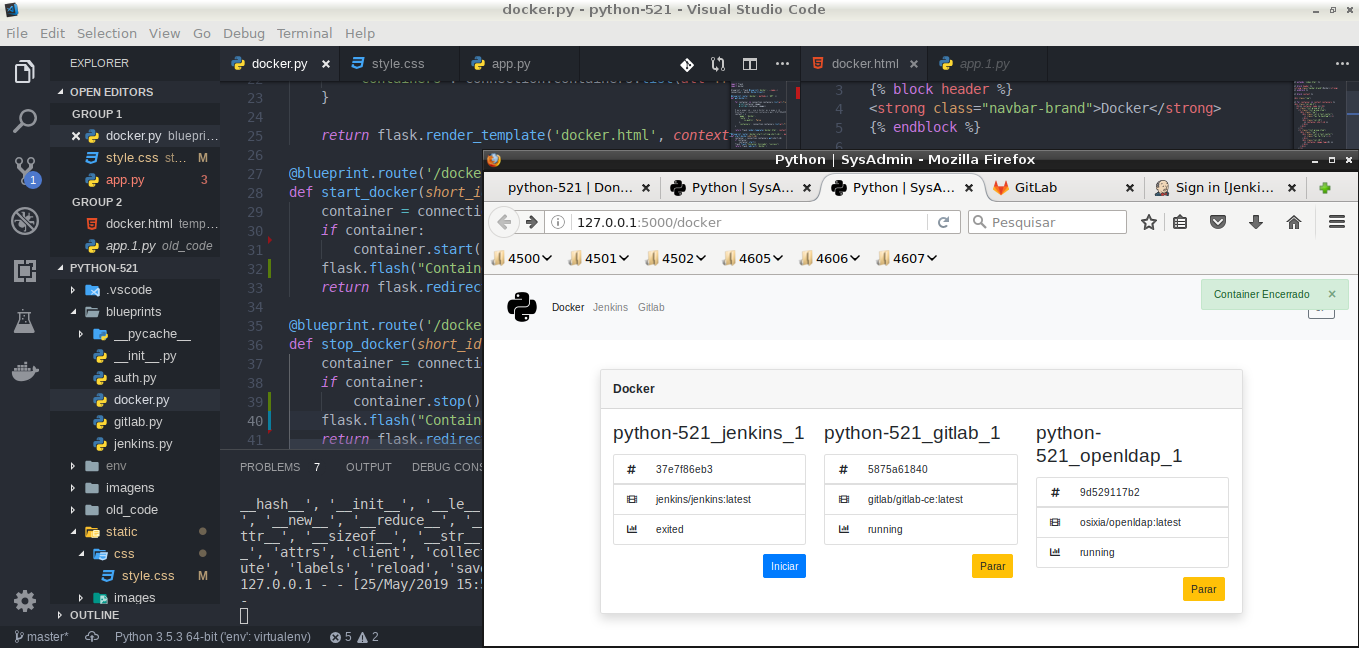 docker.py - python-521 - Visual Studio Code
File Edit Selection View Go Debug Terminal Help
EXPLORER
OPEN EDITORS
GROUP 1
docker.py bluepri...
style.css st... M
app.py 3
GROUP 2
docker.html temp...
app.1.py old_code
PYTHON-521
.vscode
blueprints
__pycache__
__init__.py
auth.py
docker.py
gitlab.py
jenkins.py
env
imagens
old_code
static
css
style.css M
images
OUTLINE
1
docker.py
style.css
app.py
23 }
24
25 return flask.render_template('docker.html', context
26
27 @blueprint.route('/docke
28 def start_docker(short_id
29 container = connecti
30 if container:
31 container.start(
32 flask.flash("Contain
33 return flask.redirec
34
35 @blueprint.route('/docke
36 def stop_docker(short_id
37 container = connecti
38 if container:
39 container.stop()
40 flask.flash("Contain
41 return flask.redirec
docker.html
app.1.py
3 {% block header %}
4 <strong class="navbar-brand">Docker</strong>
5 {% endblock %}
6
PROBLEMS 7 OUTPUT DEBUG CONS
__hash__', '__init__', '__le__
', '__new__', '__reduce__', '_
ttr__', '__sizeof__', '__str__
_', 'attrs', 'client', 'collec
ute', 'labels', 'reload', 'sav
127.0.0.1 - - [25/May/2019 15:5
-
master* Python 3.5.3 64-bit ('env': virtualenv) 5 2
Python | SysAdmin - Mozilla Firefox
python-521 | Don...
Python | SysA...
Python | SysA...
GitLab
Sign in [Jenki...
127.0.0.1:5000/docker
Pesquisar
4500 4501 4502 4605 4606 4607
Docker Jenkins Gitlab
Container Encerrado ×
Docker
python-521_jenkins_1
# 37e7f86eb3
jenkins/jenkins:latest
exited
Iniciar
python-521_gitlab_1
# 5875a61840
gitlab/gitlab-ce:latest
running
Parar
python-
521_openldap_1
# 9d529117b2
osixia/openldap:latest
running
Parar